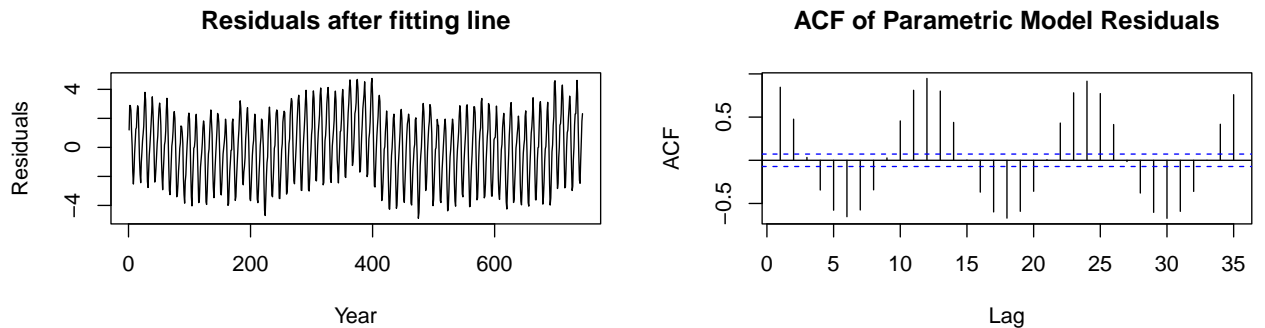 Residuals after fitting line
Residuals
4
0
−4
0 200 400 600
Year
ACF of Parametric Model Residuals
ACF
0.5
−0.5
0 5 10 15 20 25 30 35
Lag